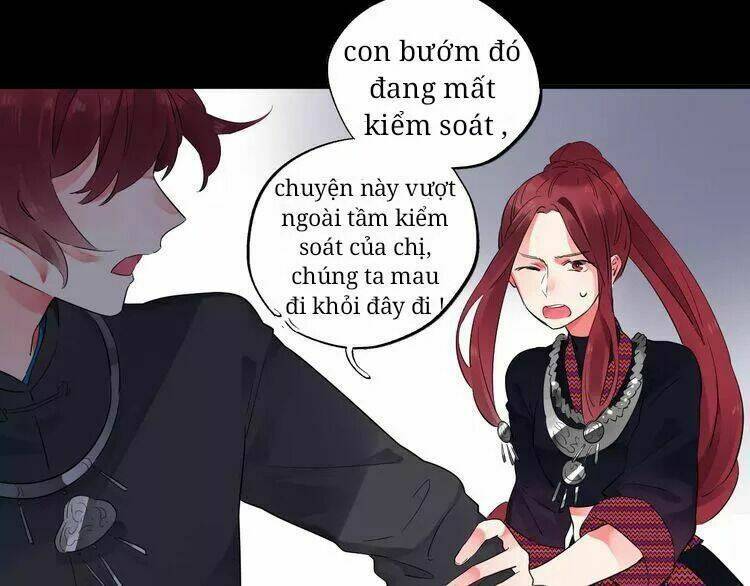 con bướm đó
đang mất
kiểm soát ,
chuyện này vượt
ngoài tầm kiểm
soát của chị,
chúng ta mau
đi khỏi đây đi !